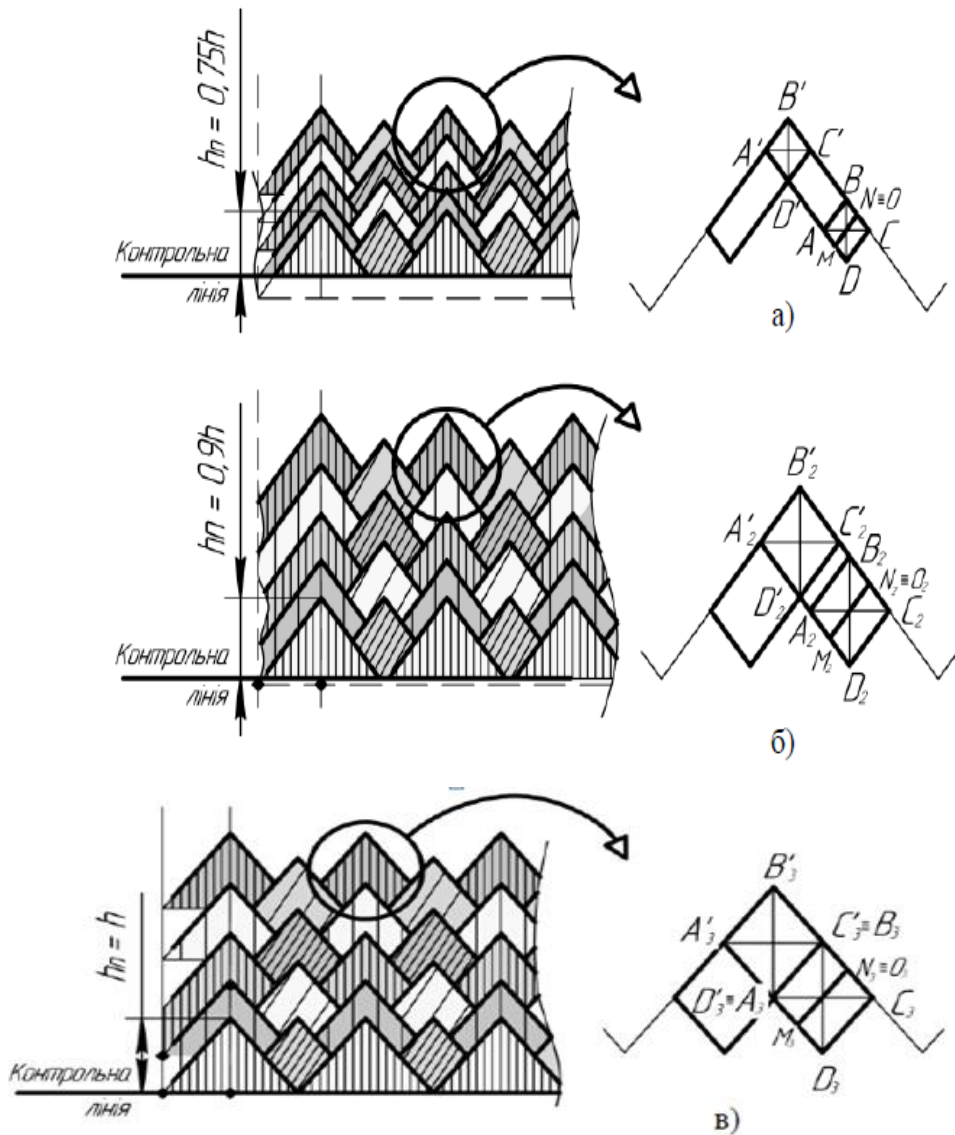 hп = 0,75h
Контрольна
лінія
B'
A'
C'
B
N≡O
D'
A
M
C
D
а)
hп = 0,9h
Контрольна
лінія
B'₂
A'₂
C'₂
B₂
N₂≡O₂
D'₂
A₂
C₂
M₂
D₂
б)
hп = h
Контрольна
лінія
B'₃
A'₃
C'₃≡B₃
N₃≡O₃
D'₃≡A₃
C₃
M₃
D₃
в)